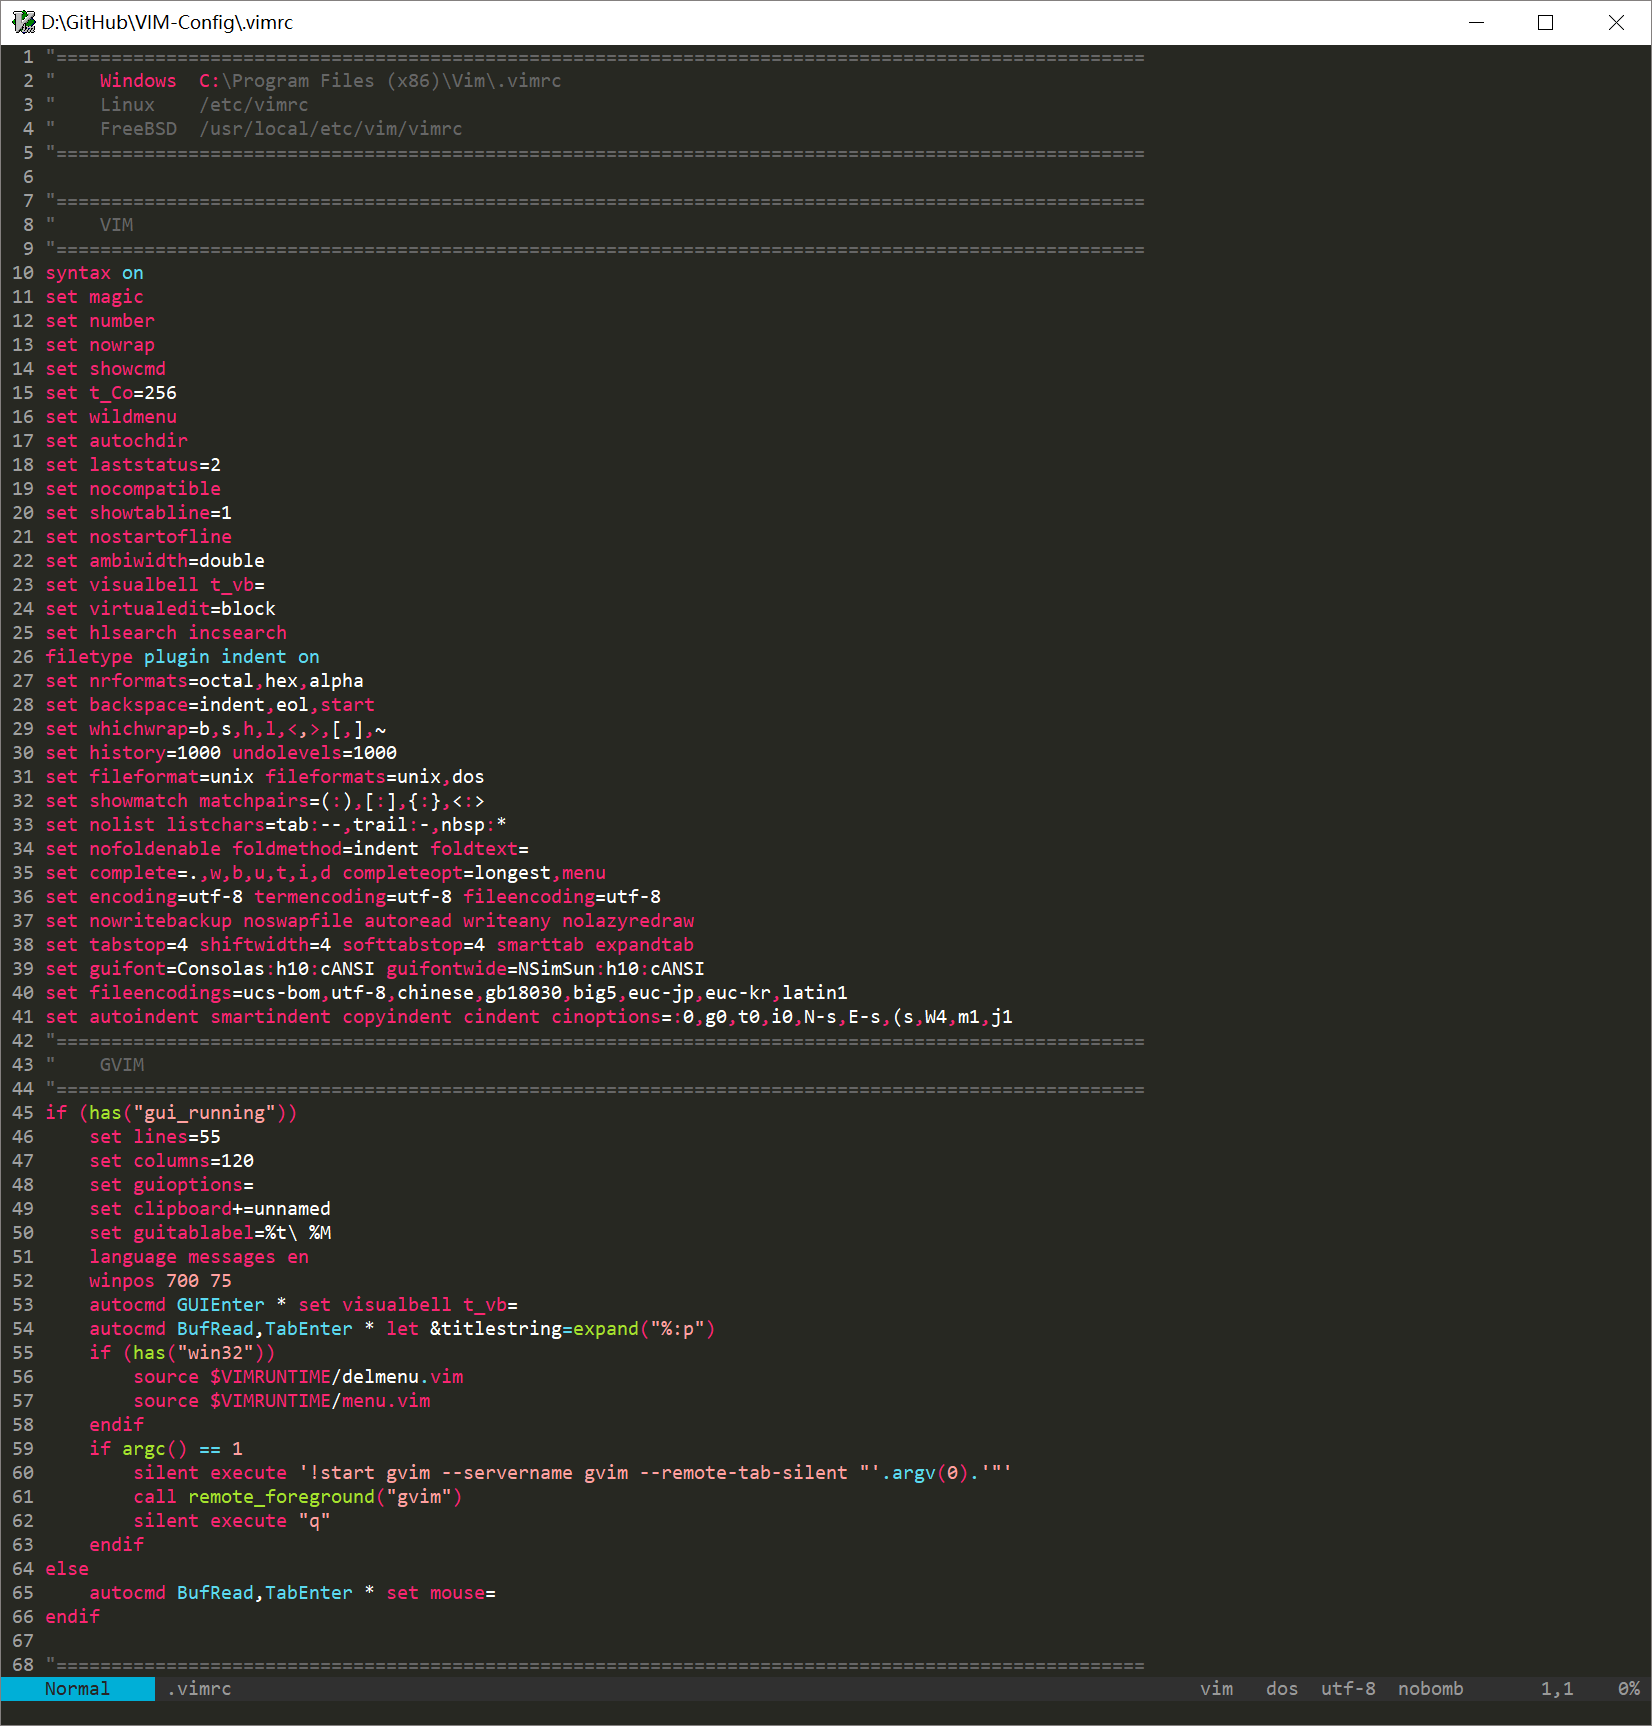 D:\GitHub\VIM-Config\.vimrc
1 "===================================================================================================
2 "    Windows  C:\Program Files (x86)\Vim\.vimrc
3 "    Linux    /etc/vimrc
4 "    FreeBSD  /usr/local/etc/vim/vimrc
5 "===================================================================================================
6
7 "===================================================================================================
8 "    VIM
9 "===================================================================================================
10 syntax on
11 set magic
12 set number
13 set nowrap
14 set showcmd
15 set t_Co=256
16 set wildmenu
17 set autochdir
18 set laststatus=2
19 set nocompatible
20 set showtabline=1
21 set nostartofline
22 set ambiwidth=double
23 set visualbell t_vb=
24 set virtualedit=block
25 set hlsearch incsearch
26 filetype plugin indent on
27 set nrformats=octal,hex,alpha
28 set backspace=indent,eol,start
29 set whichwrap=b,s,h,l,<,>,[,],~
30 set history=1000 undolevels=1000
31 set fileformat=unix fileformats=unix,dos
32 set showmatch matchpairs=(:),[:],{:},<:>
33 set nolist listchars=tab:--,trail:-,nbsp:*
34 set nofoldenable foldmethod=indent foldtext=
35 set complete=.,w,b,u,t,i,d completeopt=longest,menu
36 set encoding=utf-8 termencoding=utf-8 fileencoding=utf-8
37 set nowritebackup noswapfile autoread writeany nolazyredraw
38 set tabstop=4 shiftwidth=4 softtabstop=4 smarttab expandtab
39 set guifont=Consolas:h10:cANSI guifontwide=NSimSun:h10:cANSI
40 set fileencodings=ucs-bom,utf-8,chinese,gb18030,big5,euc-jp,euc-kr,latin1
41 set autoindent smartindent copyindent cindent cinoptions=:0,g0,t0,i0,N-s,E-s,(s,W4,m1,j1
42 "===================================================================================================
43 "    GVIM
44 "===================================================================================================
45 if (has("gui_running"))
46     set lines=55
47     set columns=120
48     set guioptions=
49     set clipboard+=unnamed
50     set guitablabel=%t\ %M
51     language messages en
52     winpos 700 75
53     autocmd GUIEnter * set visualbell t_vb=
54     autocmd BufRead,TabEnter * let &titlestring=expand("%:p")
55     if (has("win32"))
56         source $VIMRUNTIME/delmenu.vim
57         source $VIMRUNTIME/menu.vim
58     endif
59     if argc() == 1
60         silent execute '!start gvim --servername gvim --remote-tab-silent "'.argv(0).'"'
61         call remote_foreground("gvim")
62         silent execute "q"
63     endif
64 else
65     autocmd BufRead,TabEnter * set mouse=
66 endif
67
68 "===================================================================================================
Normal .vimrc vim dos utf-8 nobomb 1,1 0%